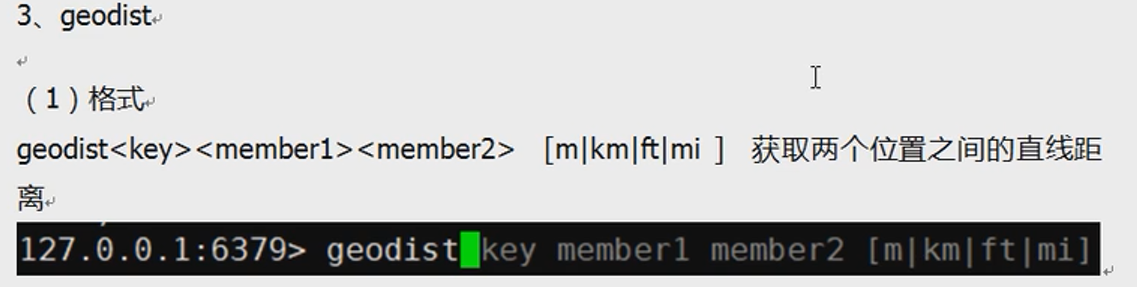 3、geodist
（1）格式
geodist<key><member1><member2> [m|km|ft|mi ] 获取两个位置之间的直线距
离
127.0.0.1:6379> geodist key member1 member2 [m|km|ft|mi]